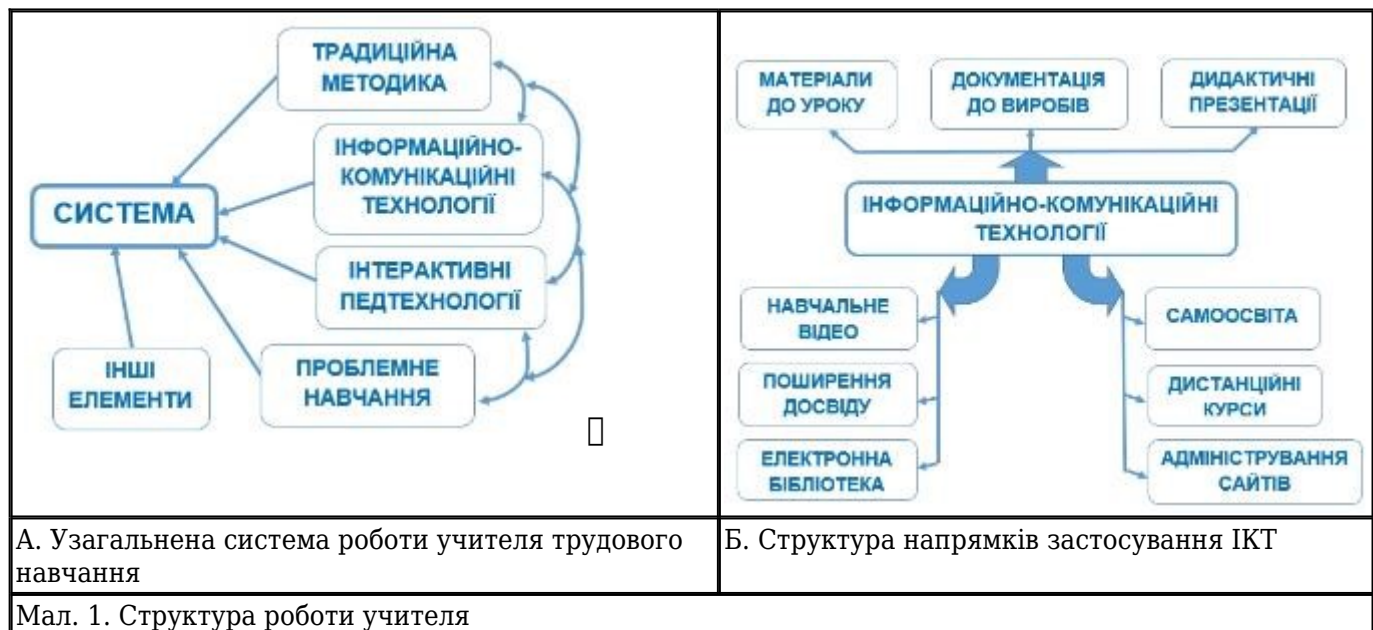 ТРАДИЦІЙНА
МЕТОДИКА
ІНФОРМАЦІЙНО-
КОМУНІКАЦІЙНІ
ТЕХНОЛОГІЇ
СИСТЕМА
ІНТЕРАКТИВНІ
ПЕДТЕХНОЛОГІЇ
ІНШІ
ЕЛЕМЕНТИ
ПРОБЛЕМНЕ
НАВЧАННЯ
МАТЕРІАЛИ
ДО УРОКУ
ДОКУМЕНТАЦІЯ
ДО ВИРОБІВ
ДИДАКТИЧНІ
ПРЕЗЕНТАЦІЇ
ІНФОРМАЦІЙНО-КОМУНІКАЦІЙНІ
ТЕХНОЛОГІЇ
НАВЧАЛЬНЕ
ВІДЕО
ПОШИРЕННЯ
ДОСВІДУ
ЕЛЕКТРОННА
БІБЛІОТЕКА
САМООСВІТА
ДИСТАНЦІЙНІ
КУРСИ
АДМІНІСТРУВАННЯ
САЙТІВ
А. Узагальнена система роботи учителя трудового
навчання
Б. Структура напрямків застосування ІКТ
Мал. 1. Структура роботи учителя